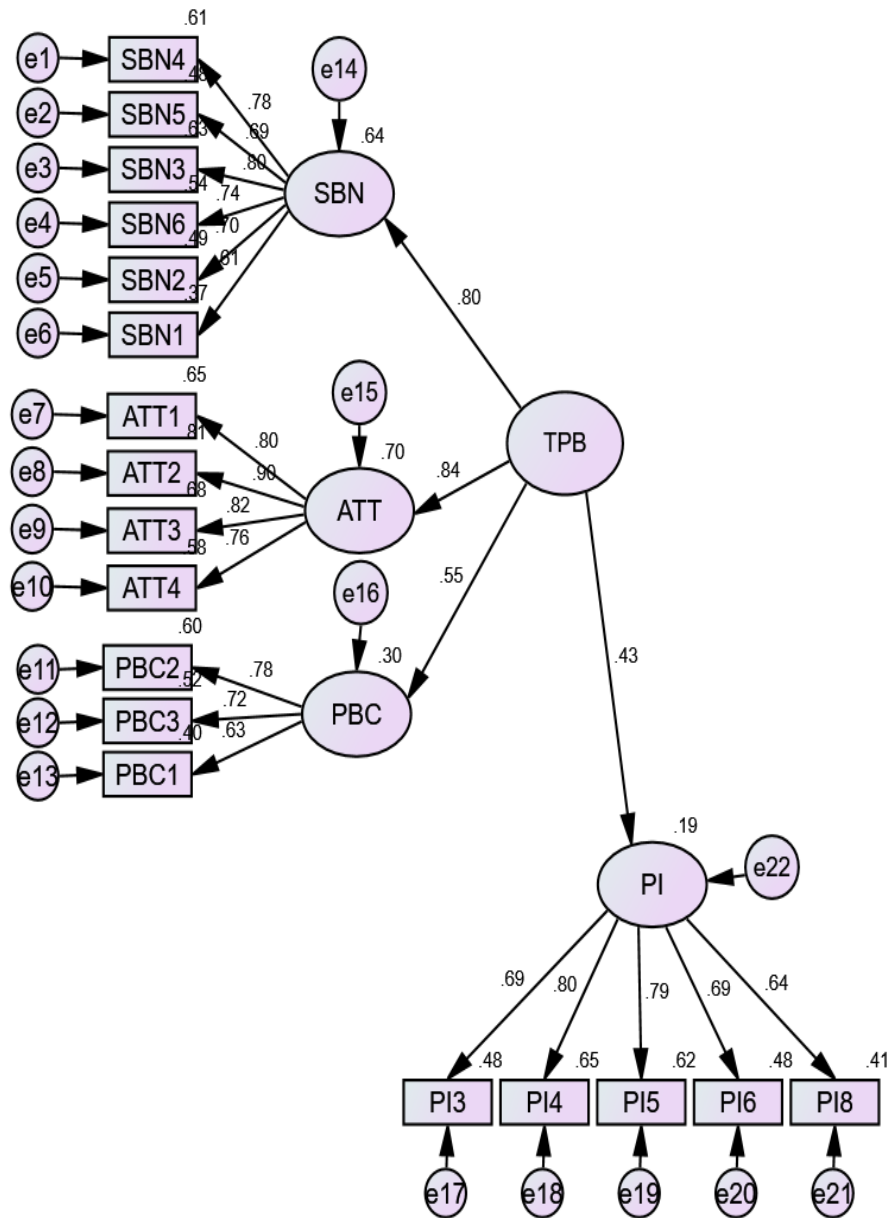 .61
e1 SBN4 e14
.48
.78
e2 SBN5 .69 .64
.63
e3 SBN3 .80 SBN
.54 .74
e4 SBN6 .70
.49
e5 SBN2 .61
.37
e6 SBN1
.80
.65
e7 ATT1 e15
.81 .80 .70 TPB
e8 ATT2 .90 .84
.68 .82 ATT
e9 ATT3
.58 .76
e10 ATT4 e16 .55
.60
e11 PBC2 .78 .30 .43
.52 .72
e12 PBC3 PBC
.40 .63
e13 PBC1
.19
PI e22
.69 .80 .79 .69 .64
.48 .65 .62 .48 .41
PI3 PI4 PI5 PI6 PI8
e17 e18 e19 e20 e21